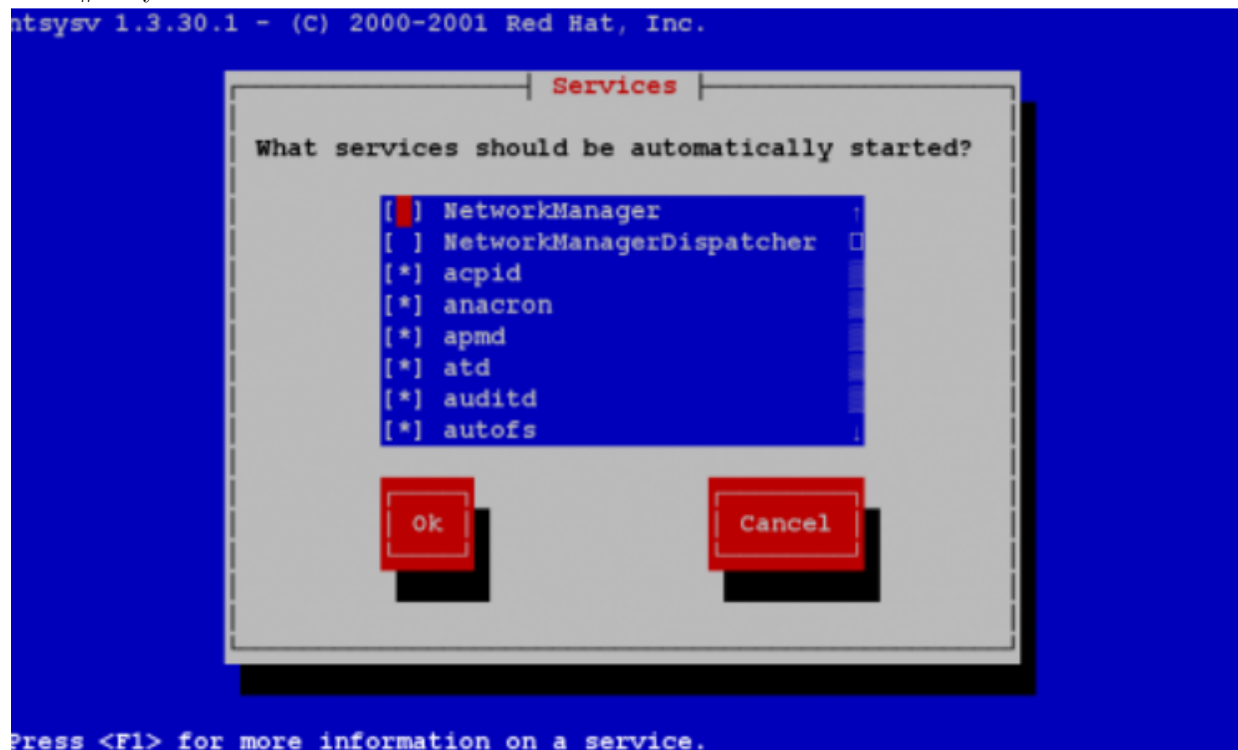 ntsysv 1.3.30.1 - (C) 2000-2001 Red Hat, Inc.
Services
What services should be automatically started?
[ ] NetworkManager
[ ] NetworkManagerDispatcher
[*] acpid
[*] anacron
[*] apmd
[*] atd
[*] auditd
[*] autofs
Ok Cancel
Press <F1> for more information on a service.